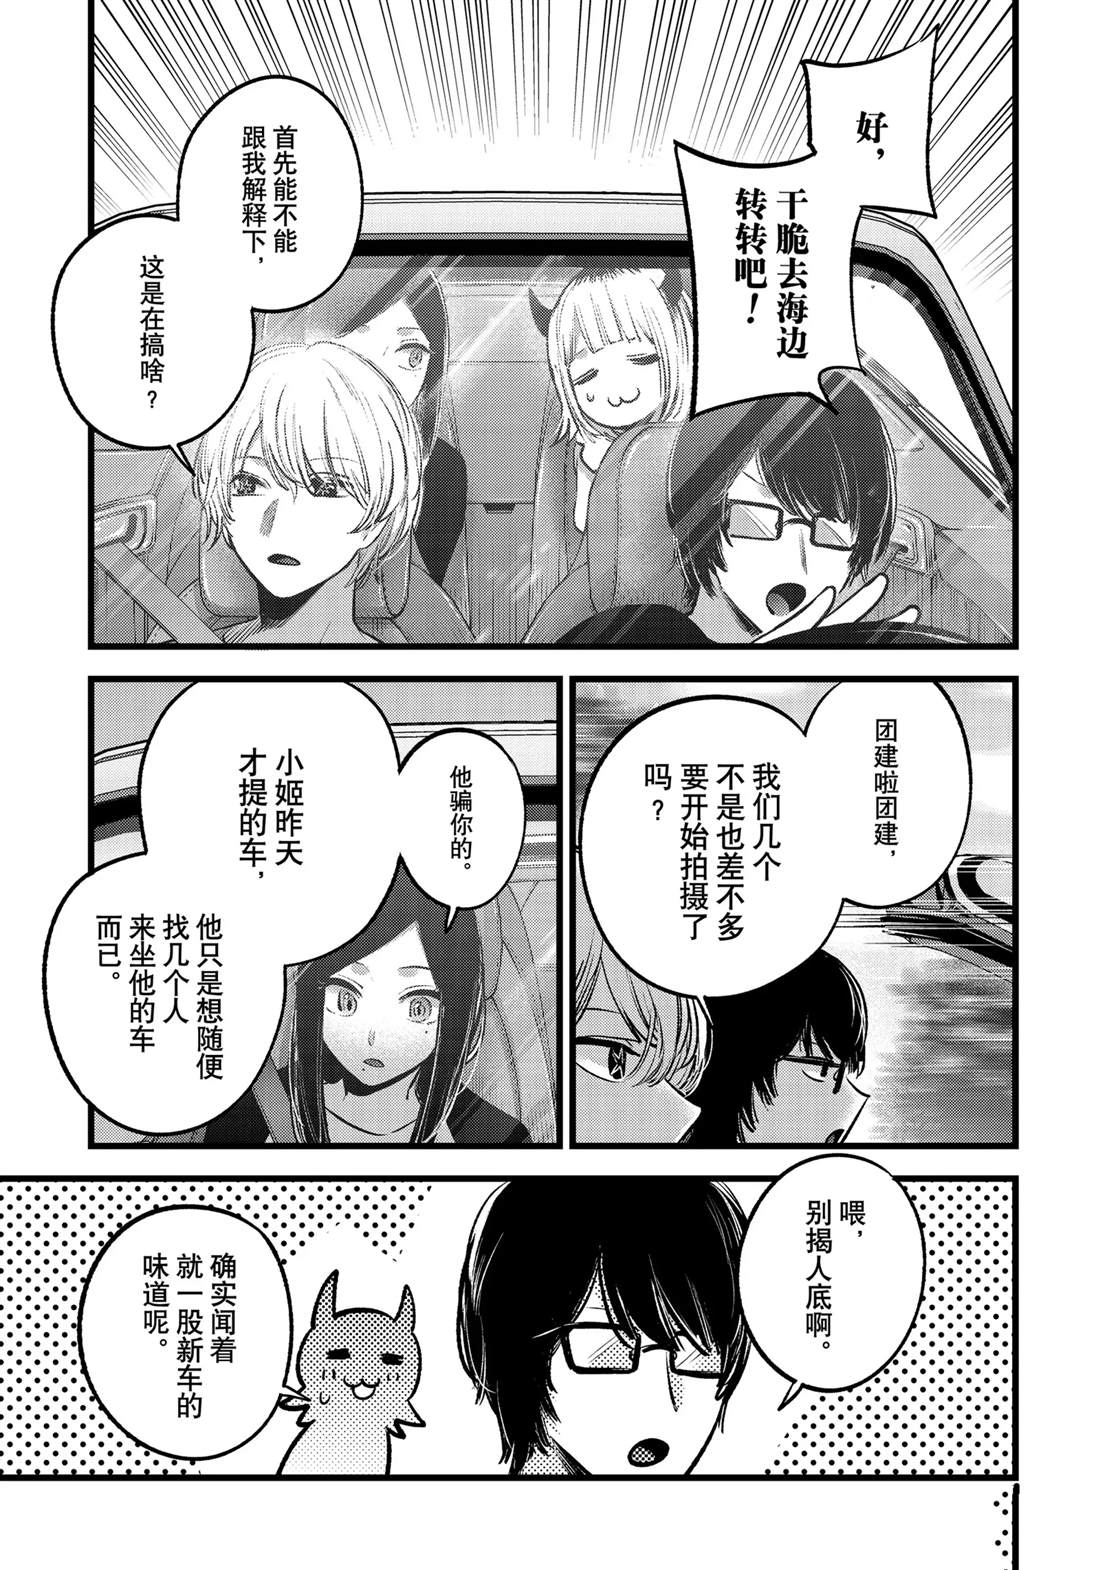 好，
干脆去海边
转转吧！
首先能不能
跟我解释下，
这是在搞啥？
团建啦团建，
我们几个
不是也差不多
要开始拍摄了
吗？
他骗你的。
小姬昨天
才提的车，
他只是想随便
找几个人
来坐他的车
而已。
喂，
别揭人底啊。
确实闻着
就一股新车的
味道呢。